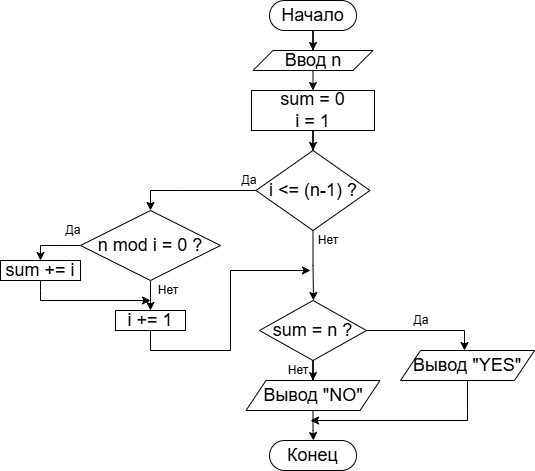 Начало
Ввод n
sum = 0
i = 1
i <= (n-1) ?
Да
Нет
n mod i = 0 ?
Да
sum += i
Нет
i += 1
sum = n ?
Да
Вывод "YES"
Нет
Вывод "NO"
Конец